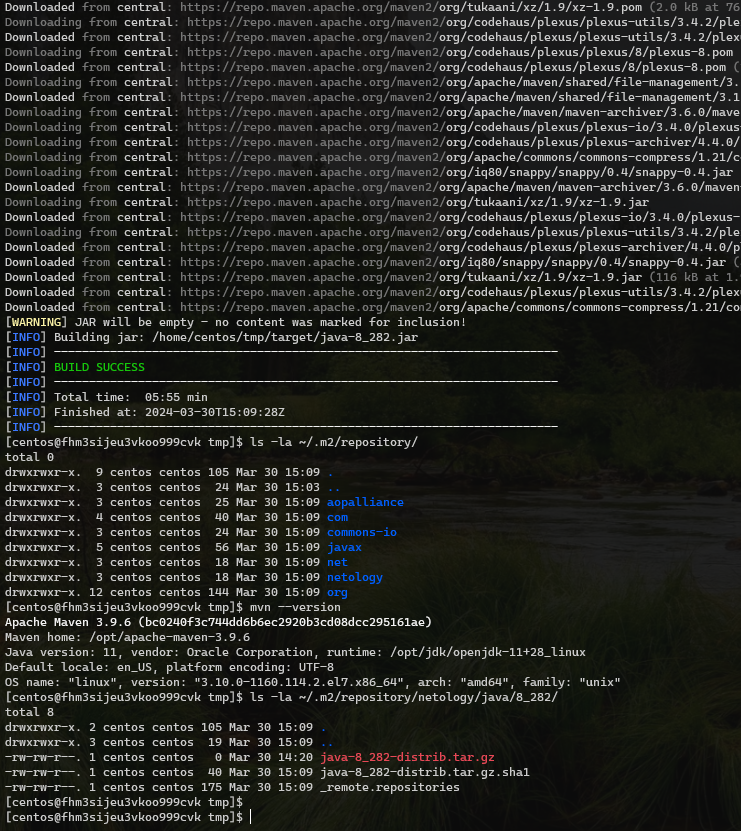 Downloaded from central: https://repo.maven.apache.org/maven2/org/tukaani/xz/1.9/xz-1.9.pom (2.0 kB at 76
Downloading from central: https://repo.maven.apache.org/maven2/org/codehaus/plexus/plexus-utils/3.4.2/ple
Downloaded from central: https://repo.maven.apache.org/maven2/org/codehaus/plexus/plexus-utils/3.4.2/plex
Downloading from central: https://repo.maven.apache.org/maven2/org/codehaus/plexus/plexus/8/plexus-8.pom
Downloaded from central: https://repo.maven.apache.org/maven2/org/codehaus/plexus/plexus/8/plexus-8.pom (
Downloading from central: https://repo.maven.apache.org/maven2/org/apache/maven/shared/file-management/3.
Downloaded from central: https://repo.maven.apache.org/maven2/org/apache/maven/shared/file-management/3.1
Downloading from central: https://repo.maven.apache.org/maven2/org/apache/maven/maven-archiver/3.6.0/mave
Downloading from central: https://repo.maven.apache.org/maven2/org/codehaus/plexus/plexus-io/3.4.0/plexus
Downloading from central: https://repo.maven.apache.org/maven2/org/codehaus/plexus/plexus-archiver/4.4.0/
Downloading from central: https://repo.maven.apache.org/maven2/org/apache/commons/commons-compress/1.21/c
Downloading from central: https://repo.maven.apache.org/maven2/org/iq80/snappy/snappy/0.4/snappy-0.4.jar
Downloaded from central: https://repo.maven.apache.org/maven2/org/apache/maven/maven-archiver/3.6.0/maven
Downloading from central: https://repo.maven.apache.org/maven2/org/tukaani/xz/1.9/xz-1.9.jar
Downloaded from central: https://repo.maven.apache.org/maven2/org/codehaus/plexus/plexus-io/3.4.0/plexus-
Downloading from central: https://repo.maven.apache.org/maven2/org/codehaus/plexus/plexus-utils/3.4.2/ple
Downloaded from central: https://repo.maven.apache.org/maven2/org/codehaus/plexus/plexus-archiver/4.4.0/p
Downloaded from central: https://repo.maven.apache.org/maven2/org/iq80/snappy/snappy/0.4/snappy-0.4.jar (
Downloaded from central: https://repo.maven.apache.org/maven2/org/tukaani/xz/1.9/xz-1.9.jar (116 kB at 1.
Downloaded from central: https://repo.maven.apache.org/maven2/org/codehaus/plexus/plexus-utils/3.4.2/plex
Downloaded from central: https://repo.maven.apache.org/maven2/org/apache/commons/commons-compress/1.21/co
[WARNING] JAR will be empty - no content was marked for inclusion!
[INFO] Building jar: /home/centos/tmp/target/java-8_282.jar
[INFO] ------------------------------------------------------------------------
[INFO] BUILD SUCCESS
[INFO] ------------------------------------------------------------------------
[INFO] Total time:  05:55 min
[INFO] Finished at: 2024-03-30T15:09:28Z
[INFO] ------------------------------------------------------------------------
[centos@fhm3sijeu3vkoo999cvk tmp]$ ls -la ~/.m2/repository/
total 0
drwxrwxr-x.  9 centos centos 105 Mar 30 15:09 .
drwxrwxr-x.  3 centos centos  24 Mar 30 15:03 ..
drwxrwxr-x.  3 centos centos  25 Mar 30 15:09 aopalliance
drwxrwxr-x.  4 centos centos  40 Mar 30 15:09 com
drwxrwxr-x.  3 centos centos  24 Mar 30 15:09 commons-io
drwxrwxr-x.  5 centos centos  56 Mar 30 15:09 javax
drwxrwxr-x.  3 centos centos  18 Mar 30 15:09 net
drwxrwxr-x.  3 centos centos  18 Mar 30 15:09 netology
drwxrwxr-x. 12 centos centos 144 Mar 30 15:09 org
[centos@fhm3sijeu3vkoo999cvk tmp]$ mvn --version
Apache Maven 3.9.6 (bc0240f3c744dd6b6ec2920b3cd08dcc295161ae)
Maven home: /opt/apache-maven-3.9.6
Java version: 11, vendor: Oracle Corporation, runtime: /opt/jdk/openjdk-11+28_linux
Default locale: en_US, platform encoding: UTF-8
OS name: "linux", version: "3.10.0-1160.114.2.el7.x86_64", arch: "amd64", family: "unix"
[centos@fhm3sijeu3vkoo999cvk tmp]$ ls -la ~/.m2/repository/netology/java/8_282/
total 8
drwxrwxr-x. 2 centos centos 105 Mar 30 15:09 .
drwxrwxr-x. 3 centos centos  19 Mar 30 15:09 ..
-rw-rw-r--. 1 centos centos   0 Mar 30 14:20 java-8_282-distrib.tar.gz
-rw-rw-r--. 1 centos centos  40 Mar 30 15:09 java-8_282-distrib.tar.gz.sha1
-rw-rw-r--. 1 centos centos 175 Mar 30 15:09 _remote.repositories
[centos@fhm3sijeu3vkoo999cvk tmp]$
[centos@fhm3sijeu3vkoo999cvk tmp]$